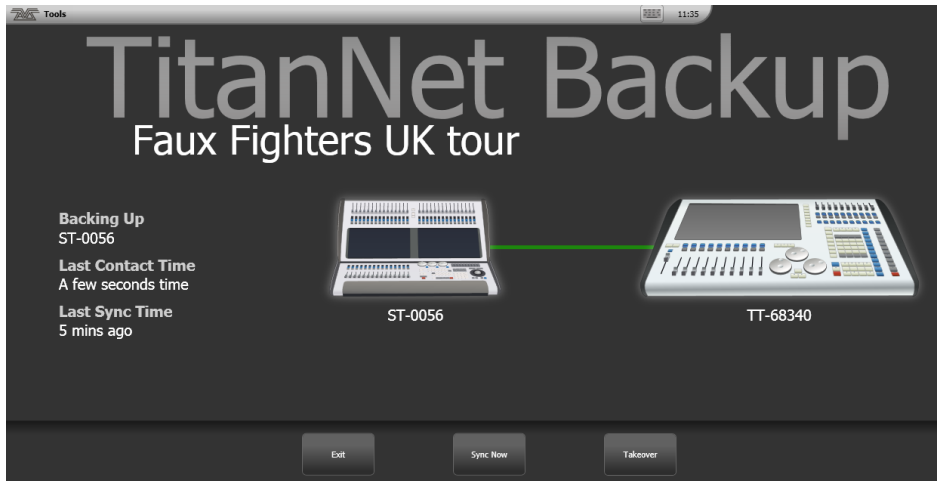 Tools
11:35
TitanNet Backup
Faux Fighters UK tour
Backing Up
ST-0056
Last Contact Time
A few seconds time
Last Sync Time
5 mins ago
ST-0056
TT-68340
Exit
Sync Now
Takeover